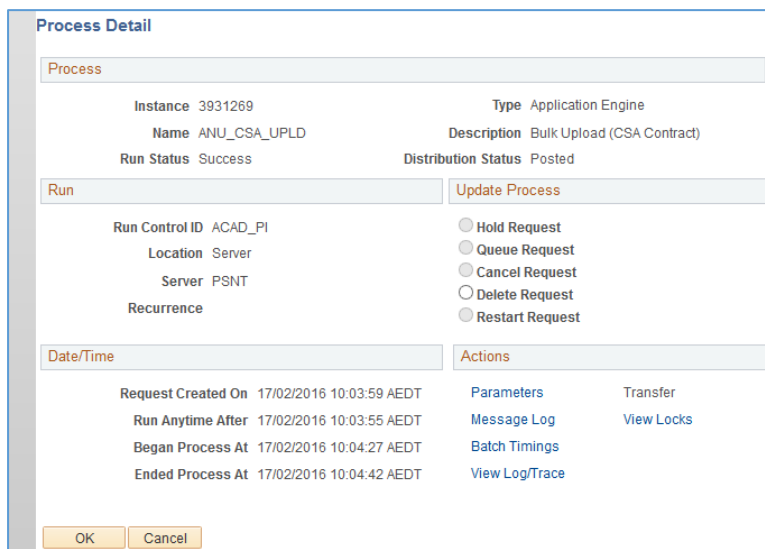 Process Detail
Process
Instance 3931269 Type Application Engine
Name ANU_CSA_UPLD Description Bulk Upload (CSA Contract)
Run Status Success Distribution Status Posted
Run Update Process
Run Control ID ACAD_PI Hold Request
Location Server Queue Request
Server PSNT Cancel Request
Recurrence Delete Request
Restart Request
Date/Time Actions
Request Created On 17/02/2016 10:03:59 AEDT Parameters Transfer
Run Anytime After 17/02/2016 10:03:55 AEDT Message Log View Locks
Began Process At 17/02/2016 10:04:27 AEDT Batch Timings
Ended Process At 17/02/2016 10:04:42 AEDT View Log/Trace
OK Cancel